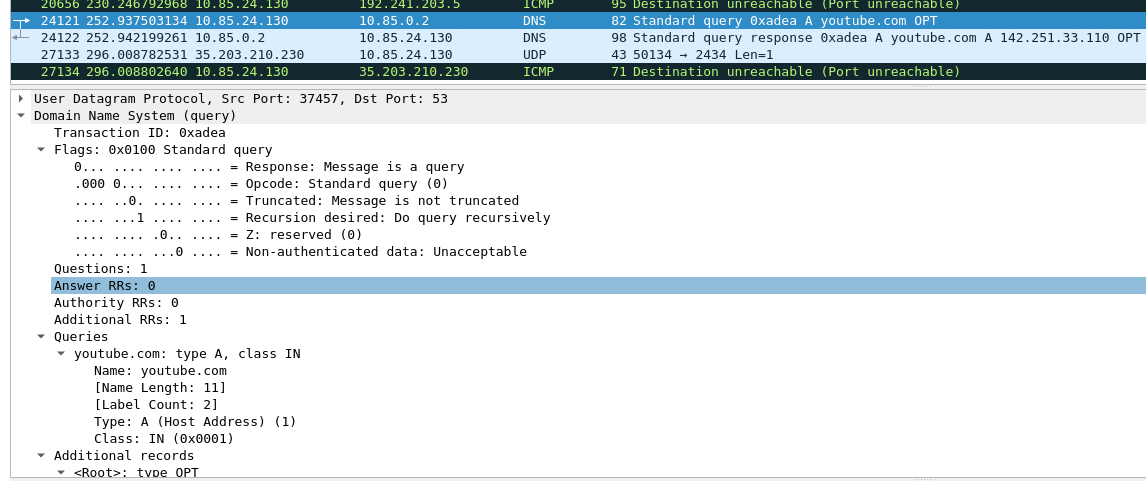 20656 230.246792968 10.85.24.130 192.241.203.5 ICMP 95 Destination unreachable (Port unreachable)
24121 252.937503134 10.85.24.130 10.85.0.2 DNS 82 Standard query 0xadea A youtube.com OPT
24122 252.942199261 10.85.0.2 10.85.24.130 DNS 98 Standard query response 0xadea A youtube.com A 142.251.33.110 OPT
27133 296.008782531 35.203.210.230 10.85.24.130 UDP 43 50134 → 2434 Len=1
27134 296.008802640 10.85.24.130 35.203.210.230 ICMP 71 Destination unreachable (Port unreachable)
User Datagram Protocol, Src Port: 37457, Dst Port: 53
Domain Name System (query)
Transaction ID: 0xadea
Flags: 0x0100 Standard query
0... .... .... .... = Response: Message is a query
.000 0... .... .... = Opcode: Standard query (0)
.... ..0. .... .... = Truncated: Message is not truncated
.... ...1 .... .... = Recursion desired: Do query recursively
.... .... .0.. .... = Z: reserved (0)
.... .... ...0 .... = Non-authenticated data: Unacceptable
Questions: 1
Answer RRs: 0
Authority RRs: 0
Additional RRs: 1
Queries
youtube.com: type A, class IN
Name: youtube.com
[Name Length: 11]
[Label Count: 2]
Type: A (Host Address) (1)
Class: IN (0x0001)
Additional records
<Root>: type OPT